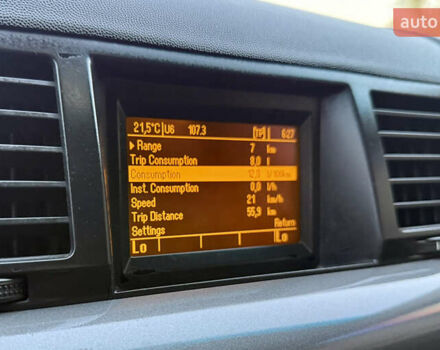 auto
21,5°C U6 107.3 [TP] 6:27
Range 7 km
Trip Consumption 8,0 l
Consumption 12,3 l/100km
Inst. Consumption 0,0 l/h
Speed 21 km/h
Trip Distance 55,9 km
Return
Settings
Lo Lo